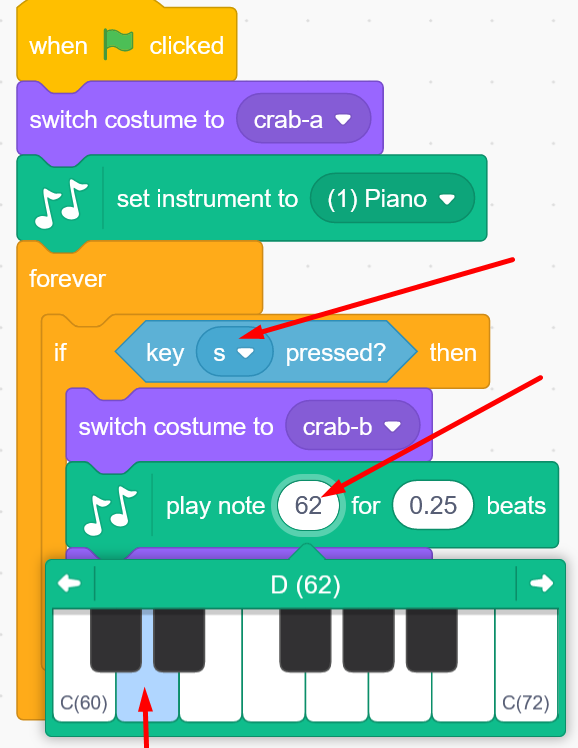 when clicked
switch costume to crab-a
set instrument to (1) Piano
forever
if key s pressed? then
switch costume to crab-b
play note 62 for 0.25 beats
D (62)
C(60) C(72)